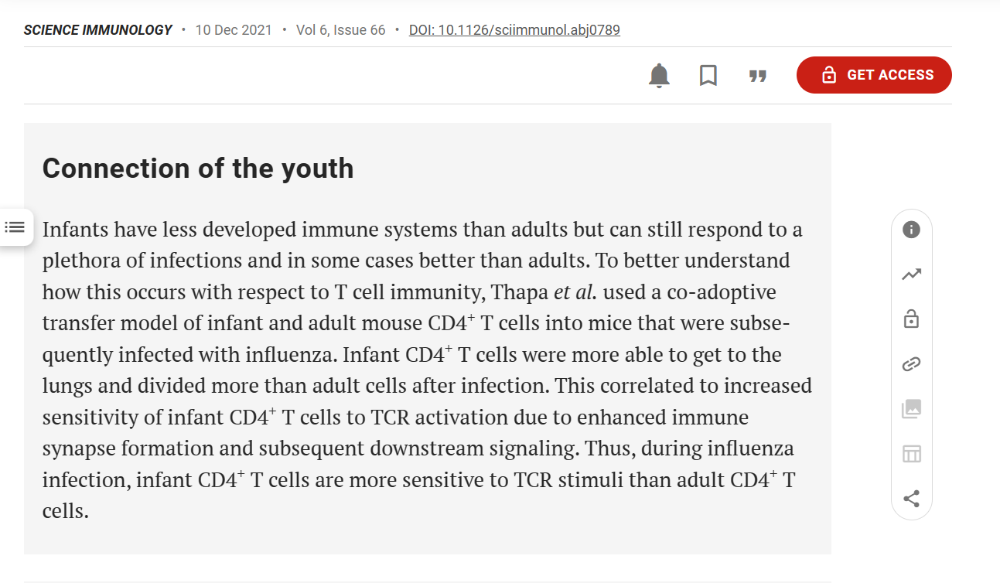 SCIENCE IMMUNOLOGY • 10 Dec 2021 • Vol 6, Issue 66 • DOI: 10.1126/sciimmunol.abj0789
GET ACCESS
Connection of the youth
Infants have less developed immune systems than adults but can still respond to a
plethora of infections and in some cases better than adults. To better understand
how this occurs with respect to T cell immunity, Thapa et al. used a co-adoptive
transfer model of infant and adult mouse CD4⁺ T cells into mice that were subse-
quently infected with influenza. Infant CD4⁺ T cells were more able to get to the
lungs and divided more than adult cells after infection. This correlated to increased
sensitivity of infant CD4⁺ T cells to TCR activation due to enhanced immune
synapse formation and subsequent downstream signaling. Thus, during influenza
infection, infant CD4⁺ T cells are more sensitive to TCR stimuli than adult CD4⁺ T
cells.